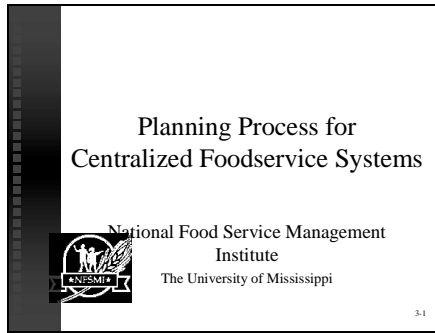 Planning Process for
Centralized Foodservice Systems
National Food Service Management
Institute
The University of Mississippi
★NFSMI★
3-1